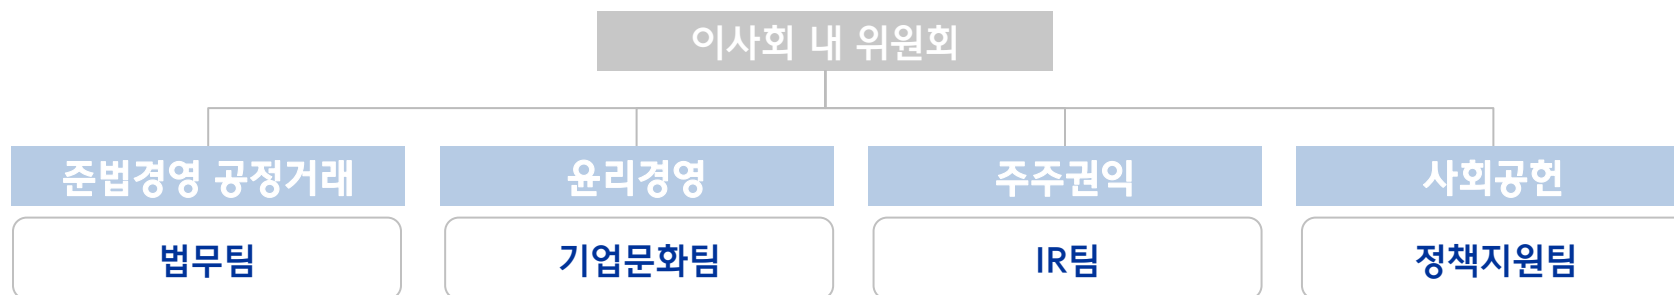 이사회 내 위원회
준법경영 공정거래
윤리경영
주주권익
사회공헌
법무팀
기업문화팀
IR팀
정책지원팀